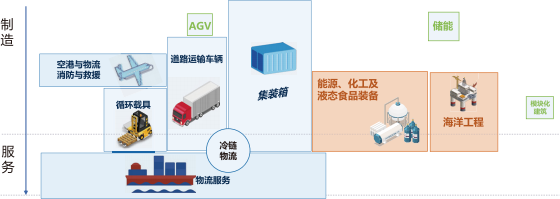 制
造
AGV
储能
空港与物流
消防与救援
道路运输车辆
集装箱
能源、化工及
液态食品装备
循环载具
海洋工程
模块化
建筑
服
务
冷链
物流
物流服务